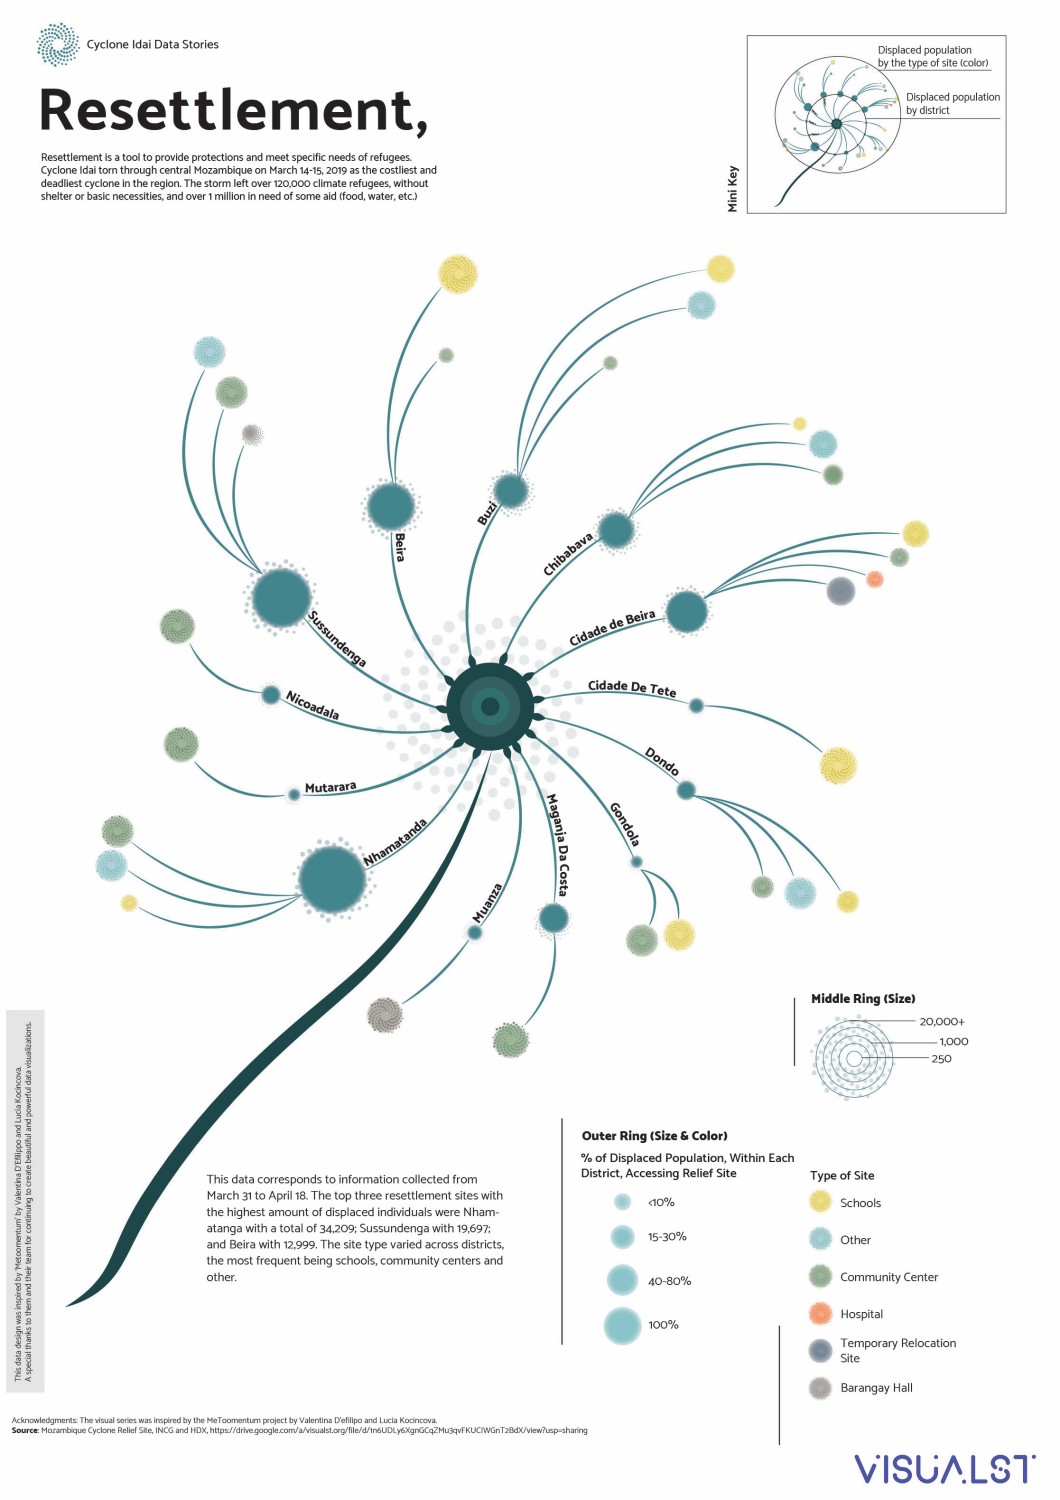 Cyclone Idai Data Stories
Resettlement,
Resettlement is a tool to provide protections and meet specific needs of refugees.
Cyclone Idai torn through central Mozambique on March 14-15, 2019 as the costliest and
deadliest cyclone in the region. The storm left over 120,000 climate refugees, without
shelter or basic necessities, and over 1 million in need of some aid (food, water, etc.)
Mini Key
Displaced population
by the type of site (color)
Displaced population
by district
Beira
Buzi
Chibabava
Cidade de Beira
Sussundenga
Nicoadala
Cidade De Tete
Dondo
Mutarara
Gondola
Maganja Da Costa
Nhamatanda
Muanza
Middle Ring (Size)
20,000+
1,000
250
Outer Ring (Size & Color)
% of Displaced Population, Within Each
District, Accessing Relief Site
<10%
15-30%
40-80%
100%
Type of Site
Schools
Other
Community Center
Hospital
Temporary Relocation
Site
Barangay Hall
This data corresponds to information collected from
March 31 to April 18. The top three resettlement sites with
the highest amount of displaced individuals were Nham-
atanga with a total of 34,209; Sussundenga with 19,697;
and Beira with 12,999. The site type varied across districts,
the most frequent being schools, community centers and
other.
This data design was inspired by 'Metoomentum' by Valentina D'Efilippo and Lucia Kocincova.
A special thanks to them and their team for continuing to create beautiful and powerful data visualizations.
Acknowledgments: The visual series was inspired by the MeToomentum project by Valentina D'efilipo and Lucia Kocincova.
Source: Mozambique Cyclone Relief Site, INCG and HDX, https://drive.google.com/a/visualst.org/file/d/1n6UDLy6XgnGCqZMu3qvFKUCIWGnT2BdX/view?usp=sharing
VISUALST